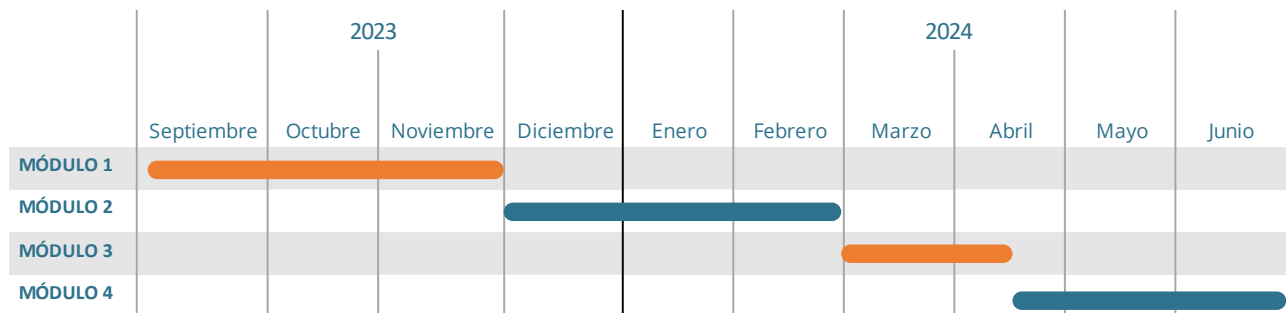 2023 2024
Septiembre Octubre Noviembre Diciembre Enero Febrero Marzo Abril Mayo Junio
MÓDULO 1
MÓDULO 2
MÓDULO 3
MÓDULO 4